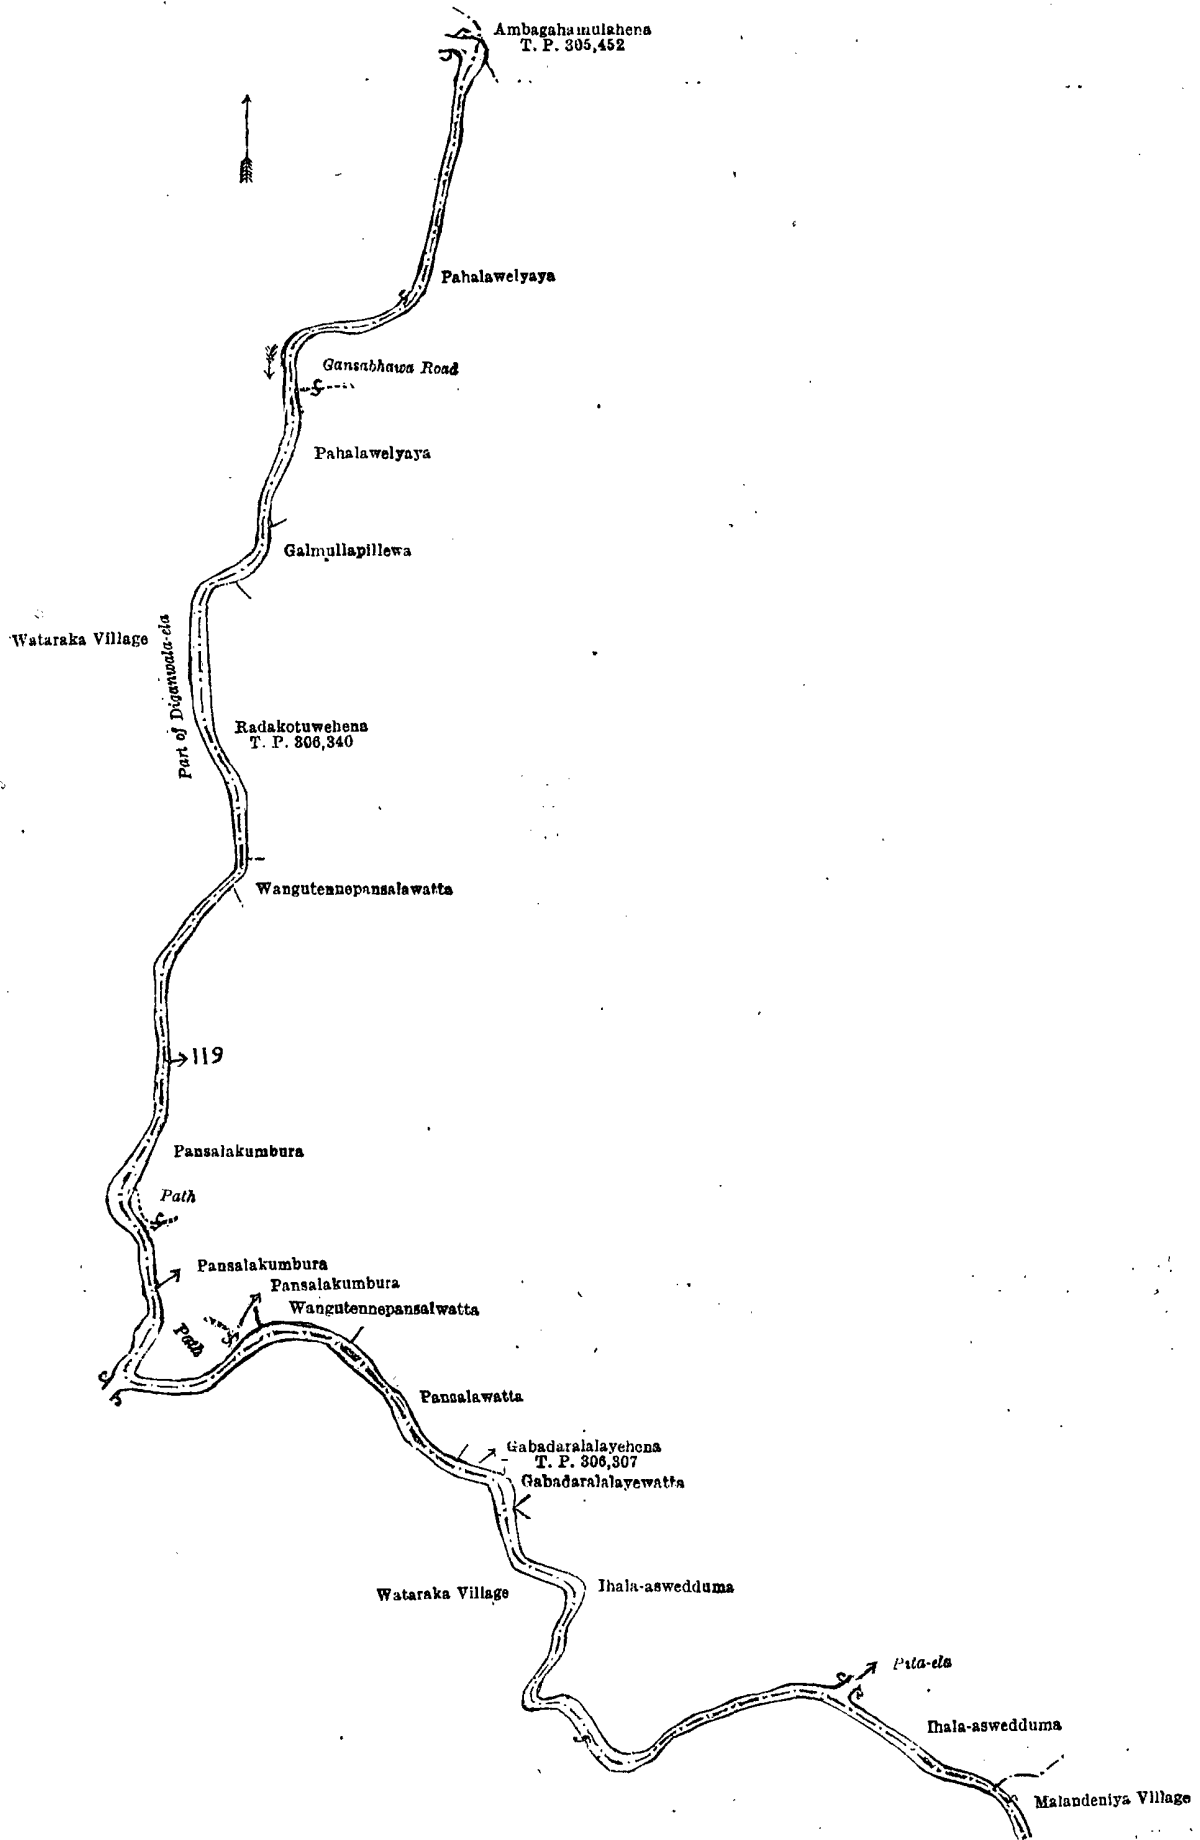 Ambagahamulahena
T. P. 305,452
Pahalawelyaya
Gansabhawa Road
Pahalawelyaya
Galmullapillewa
Wataraka Village
Part of Diganwala-ela
Radakotuwehena
T. P. 306,340
Wangutennepansalawatta
119
Pansalakumbura
Path
Pansalakumbura
Pansalakumbura
Wangutennepansalwatta
Path
Pansalawatta
Gabadaralalayehena
T. P. 306,307
Gabadaralalayewatta
Wataraka Village
Ihala-aswedduma
Pita-ela
Ihala-aswedduma
Malandeniya Village